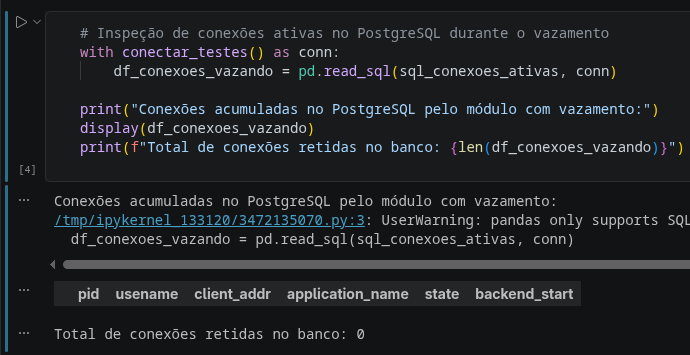 # Inspeção de conexões ativas no PostgreSQL durante o vazamento
with conectar_testes() as conn:
    df_conexoes_vazando = pd.read_sql(sql_conexoes_ativas, conn)
print("Conexões acumuladas no PostgreSQL pelo módulo com vazamento:")
display(df_conexoes_vazando)
print(f"Total de conexões retidas no banco: {len(df_conexoes_vazando)}")
[4]
... Conexões acumuladas no PostgreSQL pelo módulo com vazamento:
/tmp/ipykernel_133120/3472135070.py:3: UserWarning: pandas only supports SQL
  df_conexoes_vazando = pd.read_sql(sql_conexoes_ativas, conn)
... pid usename client_addr application_name state backend_start
... Total de conexões retidas no banco: 0